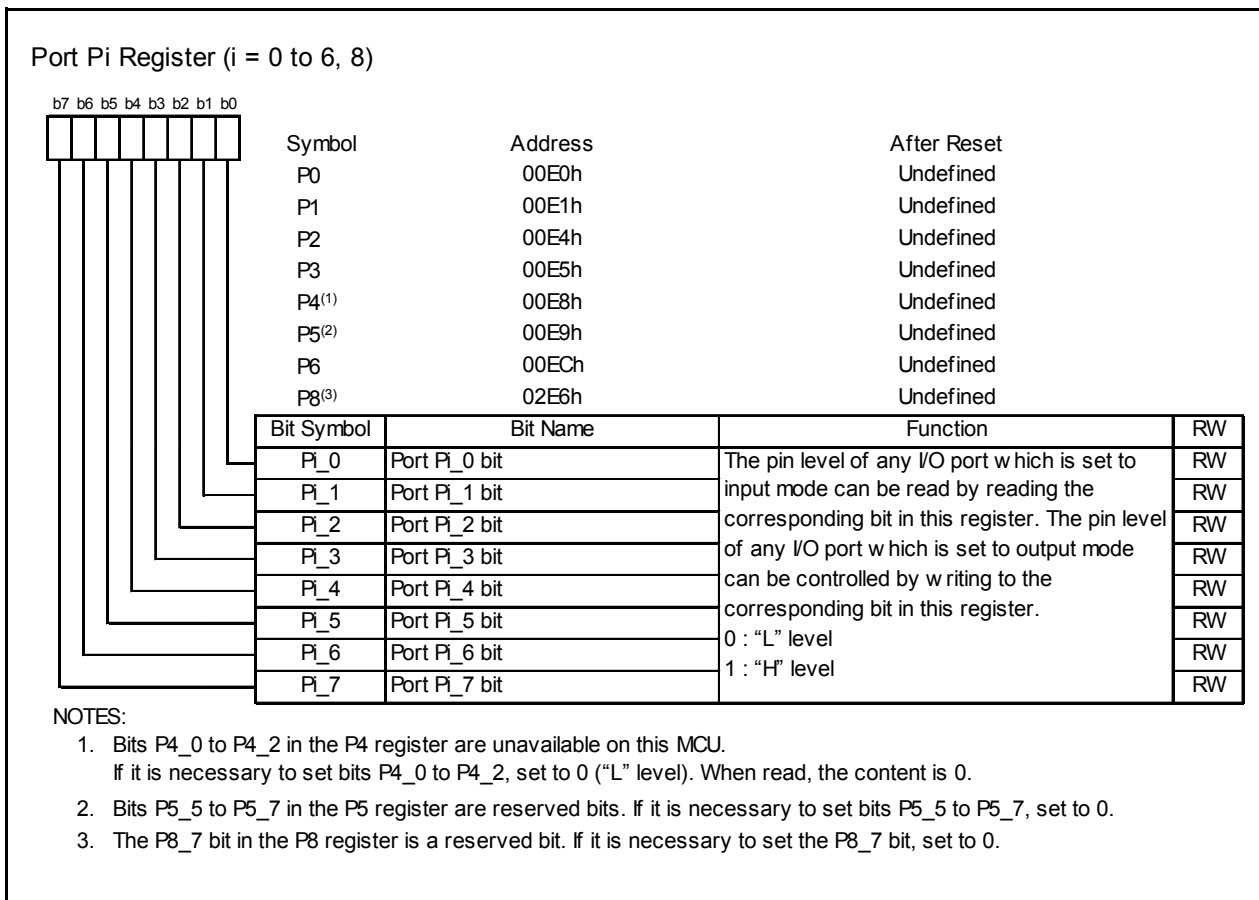 Port Pi Register (i = 0 to 6, 8)
b7 b6 b5 b4 b3 b2 b1 b0
Symbol Address After Reset
P0 00E0h Undefined
P1 00E1h Undefined
P2 00E4h Undefined
P3 00E5h Undefined
P4(1) 00E8h Undefined
P5(2) 00E9h Undefined
P6 00ECh Undefined
P8(3) 02E6h Undefined
Bit Symbol Bit Name Function RW
Pi_0 Port Pi_0 bit The pin level of any I/O port which is set to RW
Pi_1 Port Pi_1 bit input mode can be read by reading the RW
Pi_2 Port Pi_2 bit corresponding bit in this register. The pin level RW
Pi_3 Port Pi_3 bit of any I/O port which is set to output mode RW
Pi_4 Port Pi_4 bit can be controlled by writing to the RW
Pi_5 Port Pi_5 bit corresponding bit in this register. RW
Pi_6 Port Pi_6 bit 0 : “L” level RW
Pi_7 Port Pi_7 bit 1 : “H” level RW
NOTES:
1. Bits P4_0 to P4_2 in the P4 register are unavailable on this MCU.
If it is necessary to set bits P4_0 to P4_2, set to 0 (“L” level). When read, the content is 0.
2. Bits P5_5 to P5_7 in the P5 register are reserved bits. If it is necessary to set bits P5_5 to P5_7, set to 0.
3. The P8_7 bit in the P8 register is a reserved bit. If it is necessary to set the P8_7 bit, set to 0.